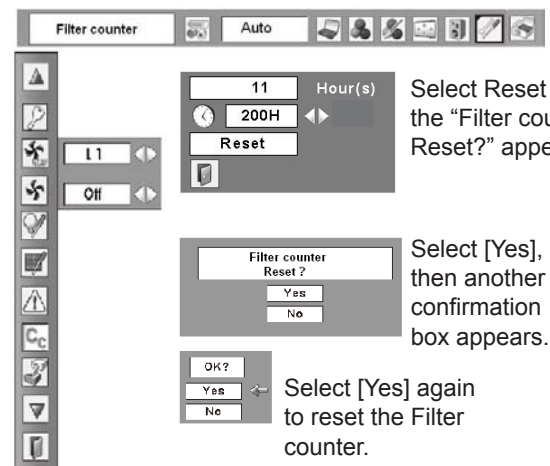 Filter counter
Auto
11 Hour(s)
200H
Reset
L1
Off
Select Reset
the “Filter cou
Reset?” appe
Filter counter
Reset ?
Yes
No
Select [Yes],
then another
confirmation
box appears.
OK?
Yes
No
Select [Yes] again
to reset the Filter
counter.
Cc